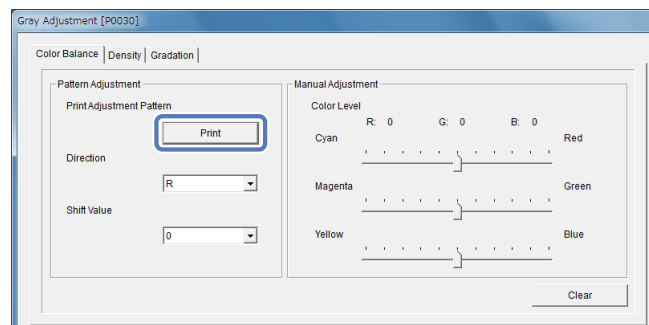 Gray Adjustment [P0030]
Color Balance Density Gradation
Pattern Adjustment
Print Adjustment Pattern
Print
Direction
R
Shift Value
0
Manual Adjustment
Color Level
R: 0 G: 0 B: 0
Cyan Red
Magenta Green
Yellow Blue
Clear